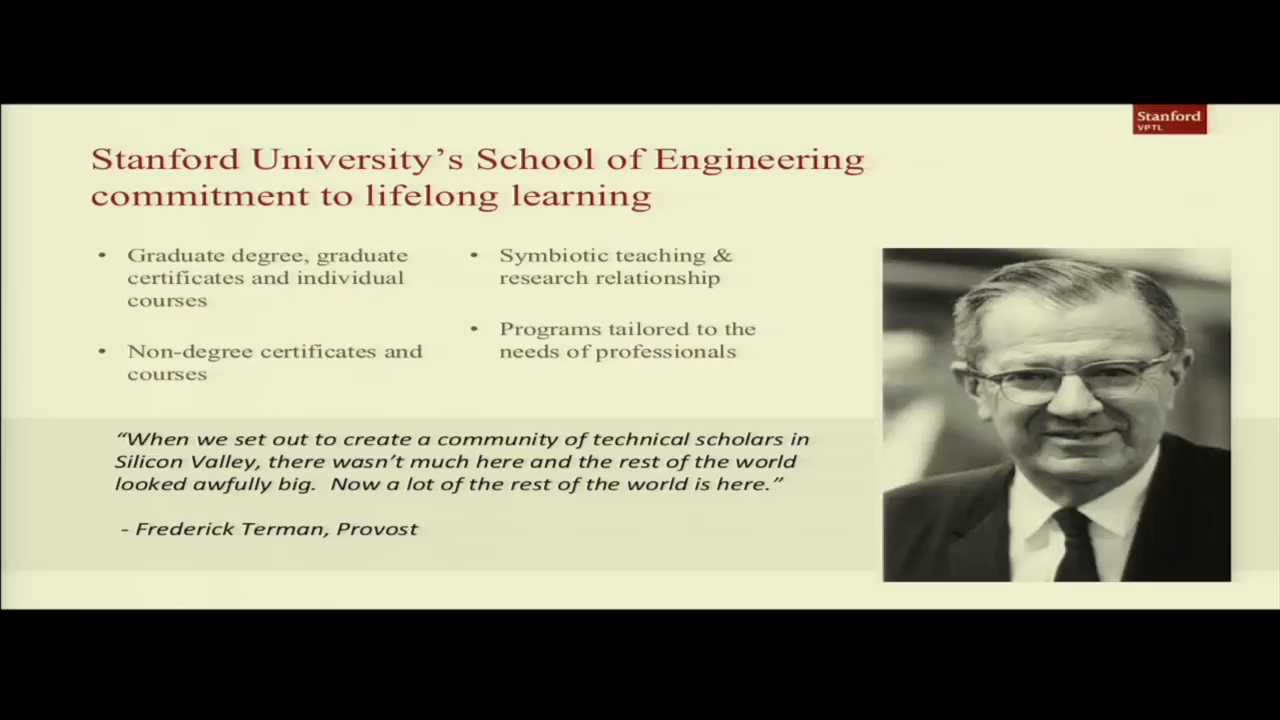 Stanford
VPTL
Stanford University’s School of Engineering
commitment to lifelong learning
• Graduate degree, graduate
certificates and individual
courses
• Non-degree certificates and
courses
• Symbiotic teaching &
research relationship
• Programs tailored to the
needs of professionals
“When we set out to create a community of technical scholars in
Silicon Valley, there wasn’t much here and the rest of the world
looked awfully big.  Now a lot of the rest of the world is here.”
- Frederick Terman, Provost